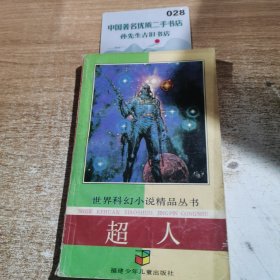 028
中国著名优质二手书店
孙先生古旧书店
世界科幻小说精品丛书
SHIJIE KEHUAN XIAOSHUO JINGPIN CONGSHU
超人
福建少年儿童出版社